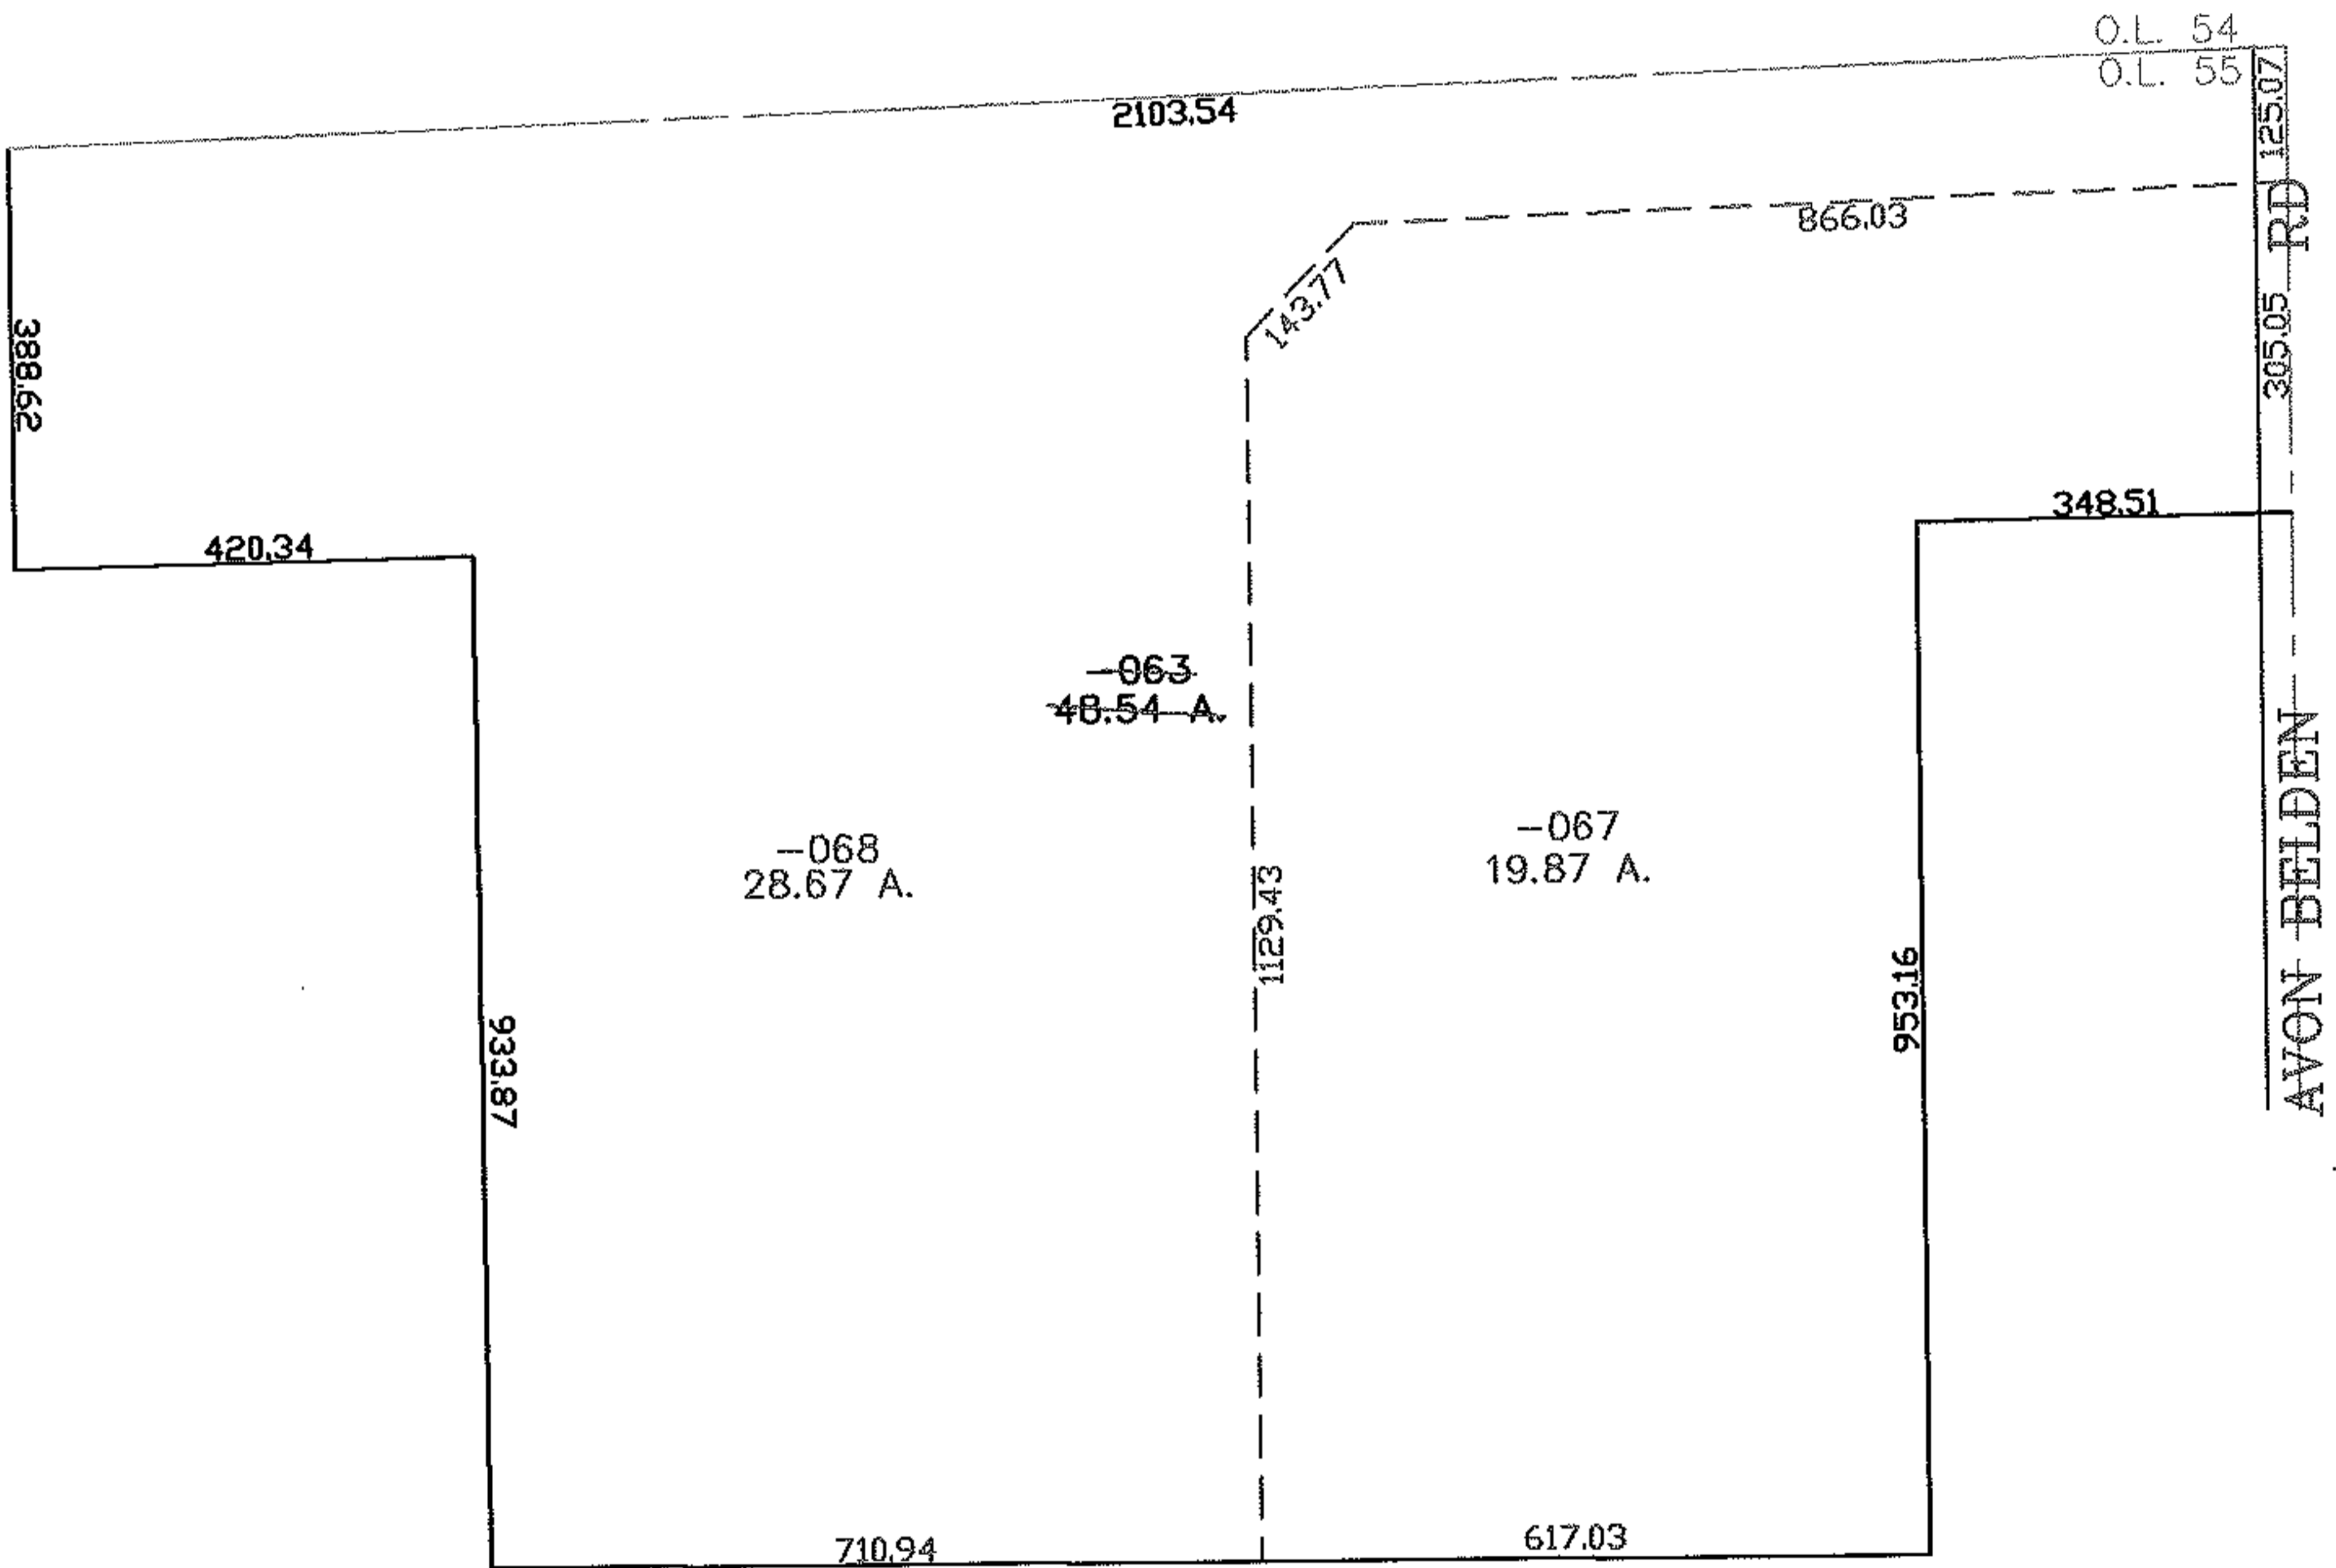 O.L. 54
O.L. 55
2103.54
125.07
866.03
143.77
305.05
388.62
348.51
420.34
-063
48.54 A.
-067
19.87 A.
-068
28.67 A.
1129.43
953.16
933.87
AVON BELDEN RD
710.94
617.03